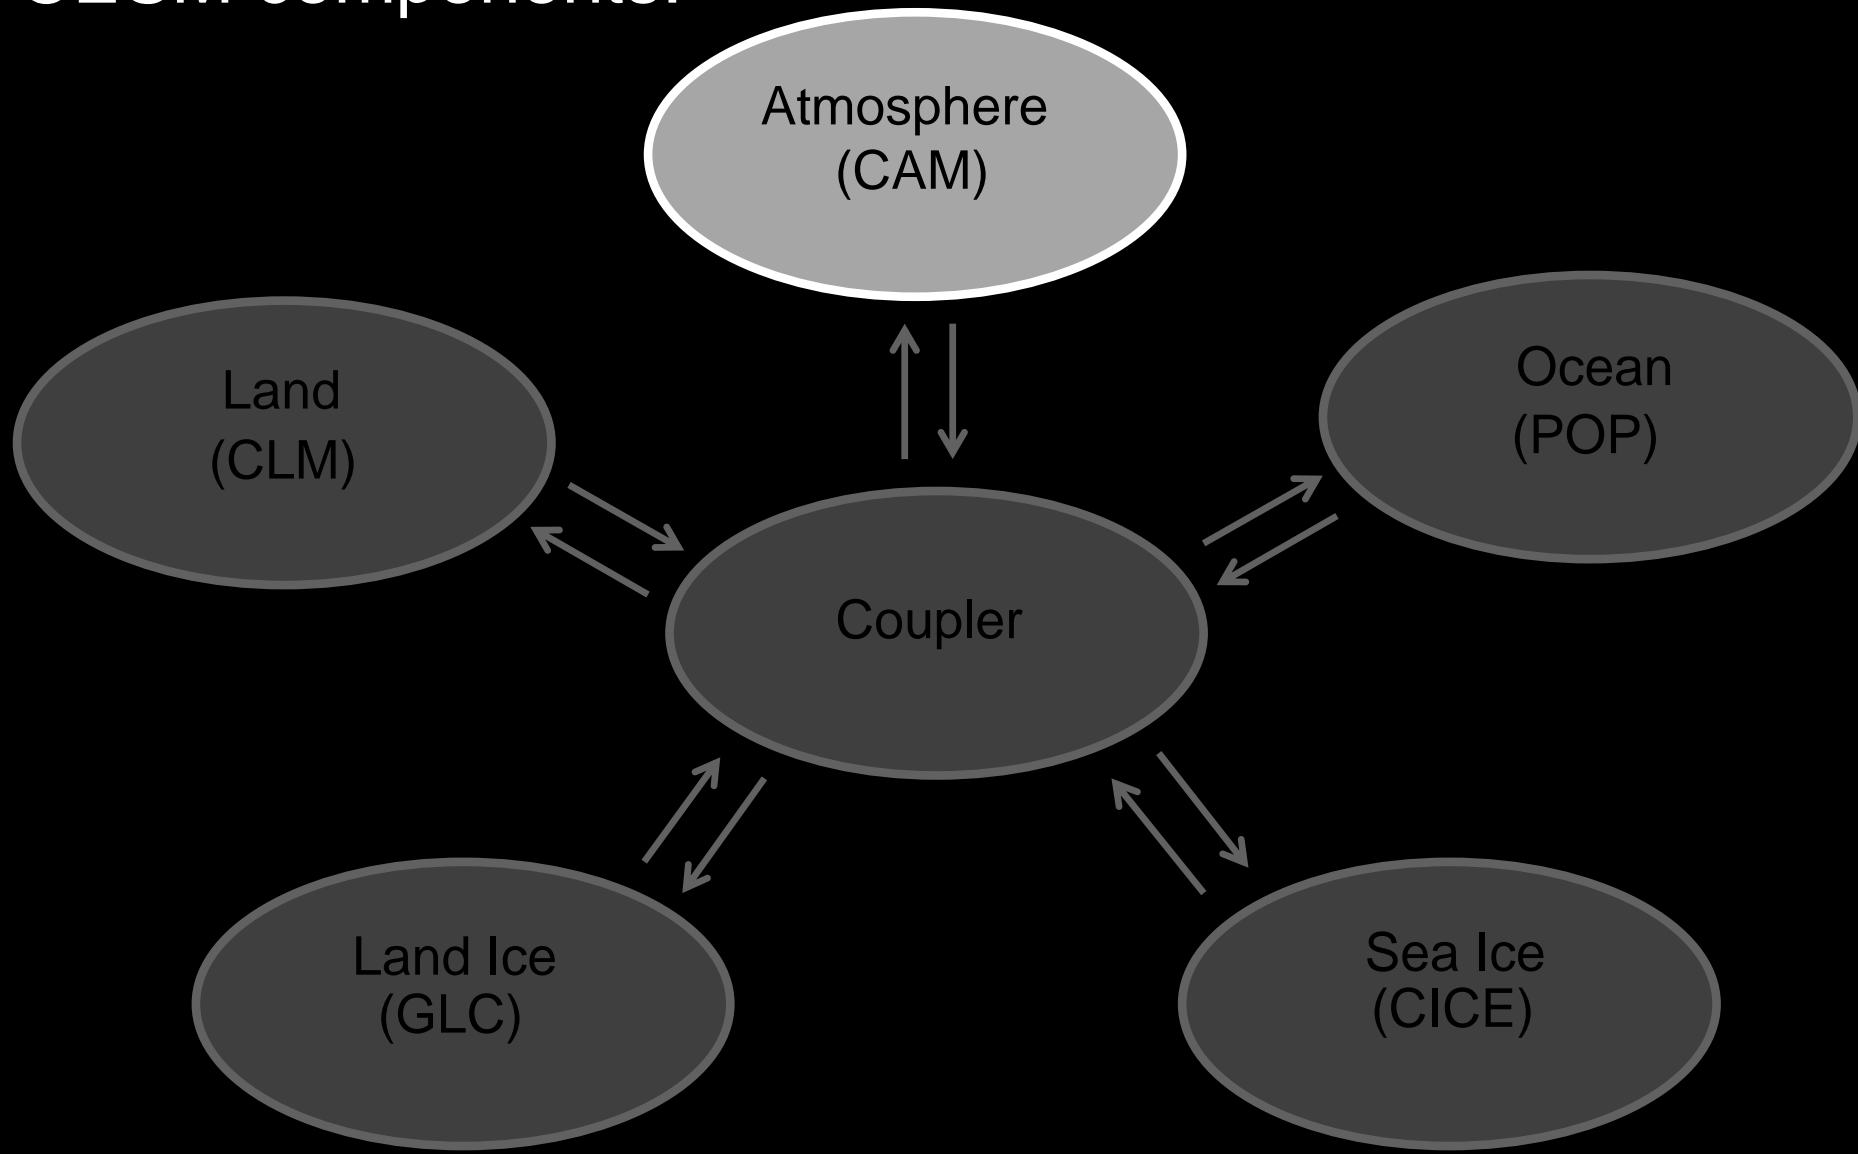 Atmosphere
(CAM)
Land
(CLM)
Ocean
(POP)
Coupler
Land Ice
(GLC)
Sea Ice
(CICE)